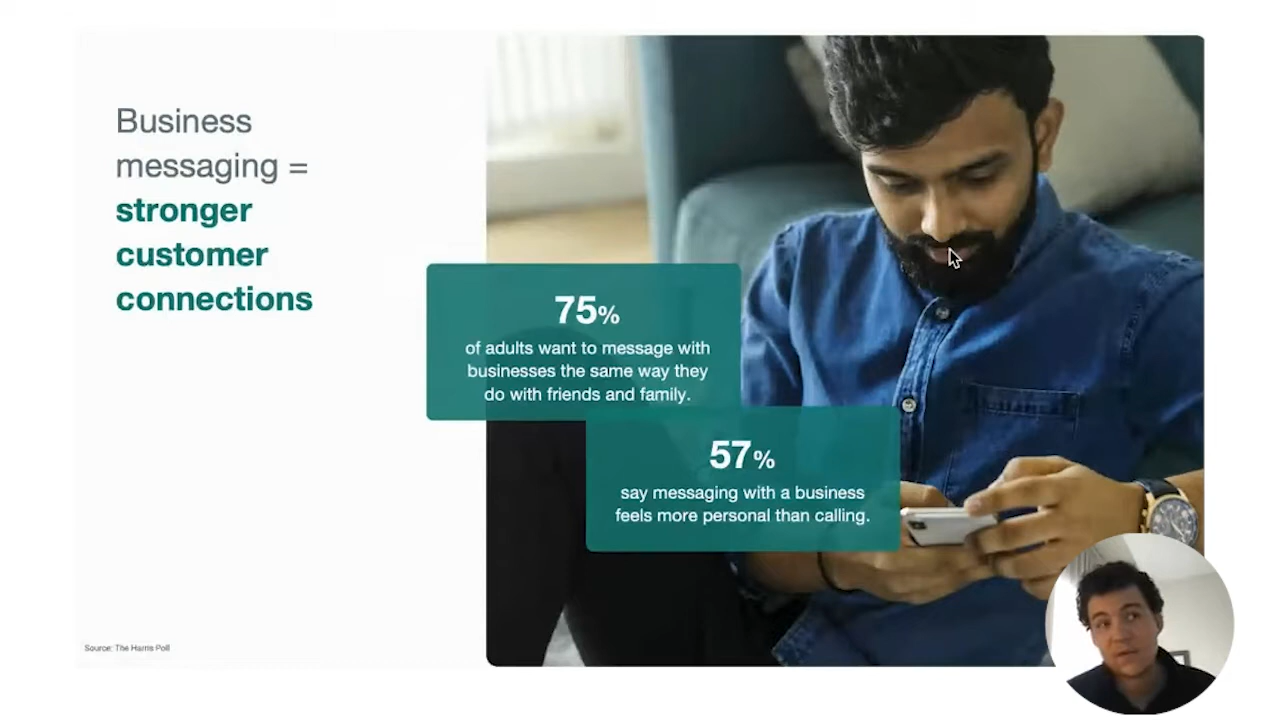 Business
messaging =
stronger
customer
connections
75%
of adults want to message with
businesses the same way they
do with friends and family.
57%
say messaging with a business
feels more personal than calling.
Source: The Harris Poll